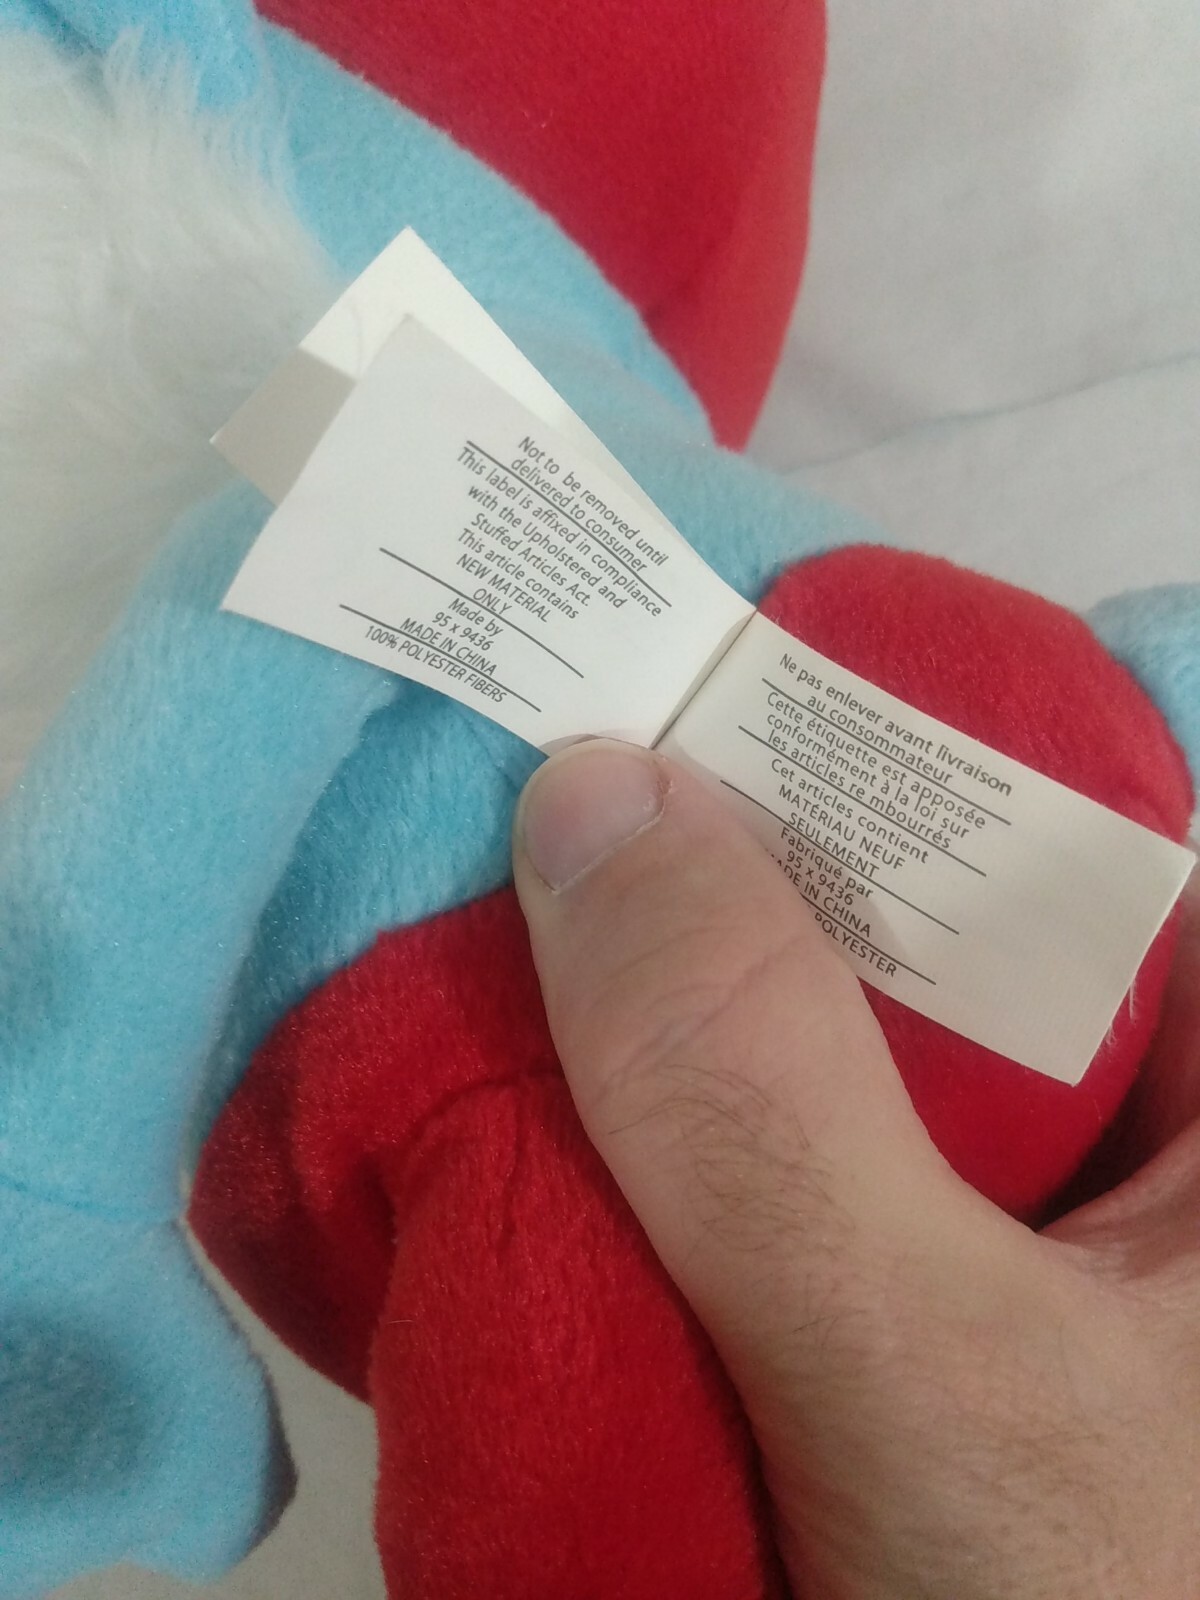 Not to be removed until
delivered to consumer
This label is affixed in compliance
with the Upholstered and
Stuffed Articles Act.
This article contains
NEW MATERIAL
ONLY
Made by
95 x 9436
MADE IN CHINA
100% POLYESTER FIBERS
Ne pas enlever avant livraison
au consommateur
Cette étiquette est apposée
conformément à la loi sur
les articles re mbourrés
Cet articles contient
MATÉRIAU NEUF
SEULEMENT
Fabriqué par
95 x 9436
MADE IN CHINA
POLYESTER